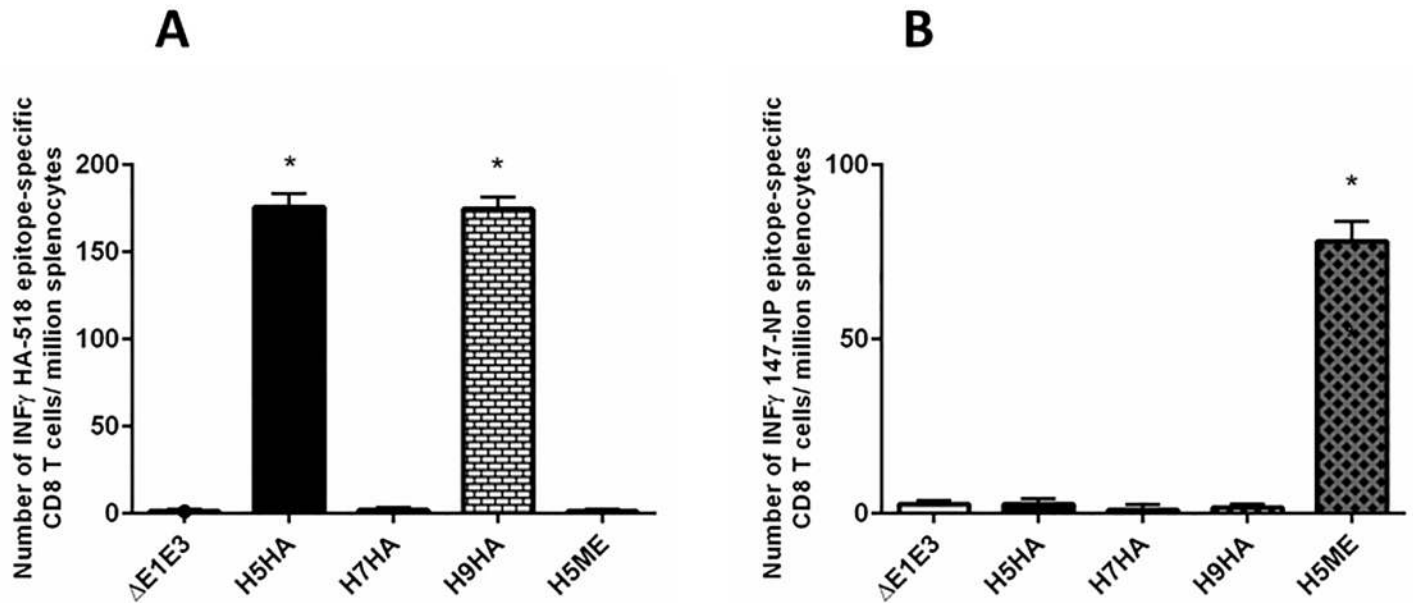 A
Number of INFγ HA-518 epitope-specific
CD8 T cells/ million splenocytes
200
150
100
50
0
*
*
ΔE1E3
H5HA
H7HA
H9HA
H5ME
B
Number of INFγ 147-NP epitope-specific
CD8 T cells/ million splenocytes
100
50
0
*
ΔE1E3
H5HA
H7HA
H9HA
H5ME